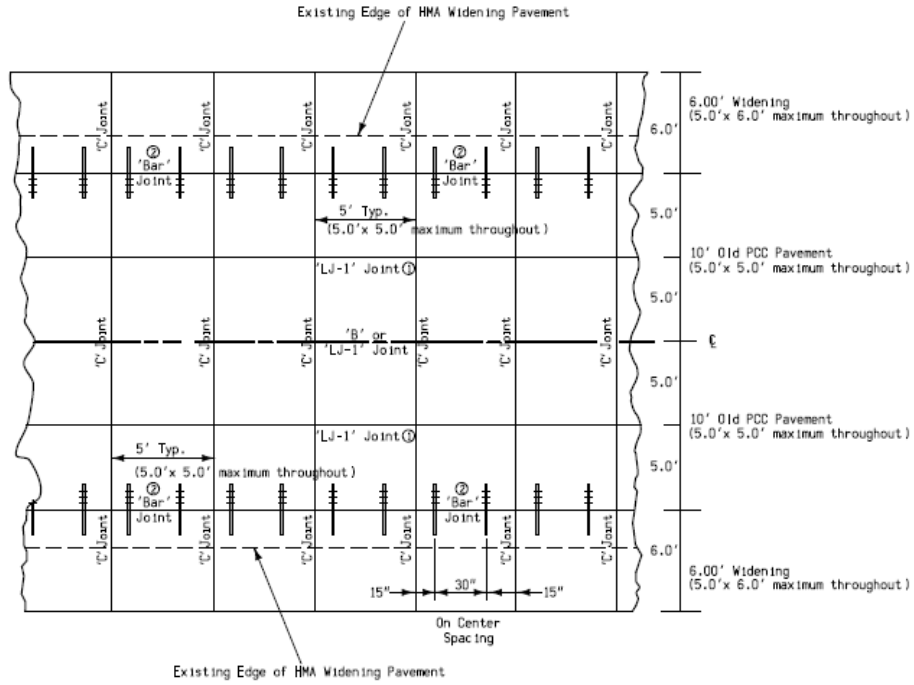 Existing Edge of HMA Widening Pavement
'C' Joint
'C' Joint
'C' Joint
'C' Joint
'C' Joint
'C' Joint
6.0'
6.00' Widening
(5.0'x 6.0' maximum throughout)
②
'Bar'
Joint
②
'Bar'
Joint
5' Typ.
(5.0'x 5.0' maximum throughout)
5.0'
10' Old PCC Pavement
(5.0'x 5.0' maximum throughout)
'LJ-1' Joint①
5.0'
'C' Joint
'C' Joint
'C' Joint
'C' Joint
'C' Joint
'B' or
'LJ-1' Joint
℄
5.0'
10' Old PCC Pavement
(5.0'x 5.0' maximum throughout)
'LJ-1' Joint①
5' Typ.
(5.0'x 5.0' maximum throughout)
5.0'
②
'Bar'
Joint
②
'Bar'
Joint
'C' Joint
'C' Joint
'C' Joint
'C' Joint
'C' Joint
'C' Joint
6.0'
6.00' Widening
(5.0'x 6.0' maximum throughout)
15"
30"
15"
On Center
Spacing
Existing Edge of HMA Widening Pavement